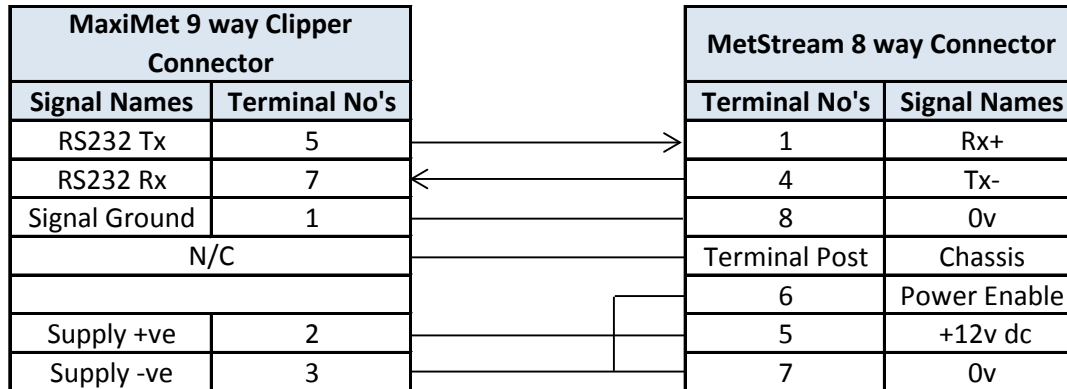 MaxiMet 9 way Clipper
Connector
Signal Names Terminal No's
RS232 Tx 5
RS232 Rx 7
Signal Ground 1
N/C
Supply +ve 2
Supply -ve 3
MetStream 8 way Connector
Terminal No's Signal Names
1 Rx+
4 Tx-
8 0v
Terminal Post Chassis
6 Power Enable
5 +12v dc
7 0v